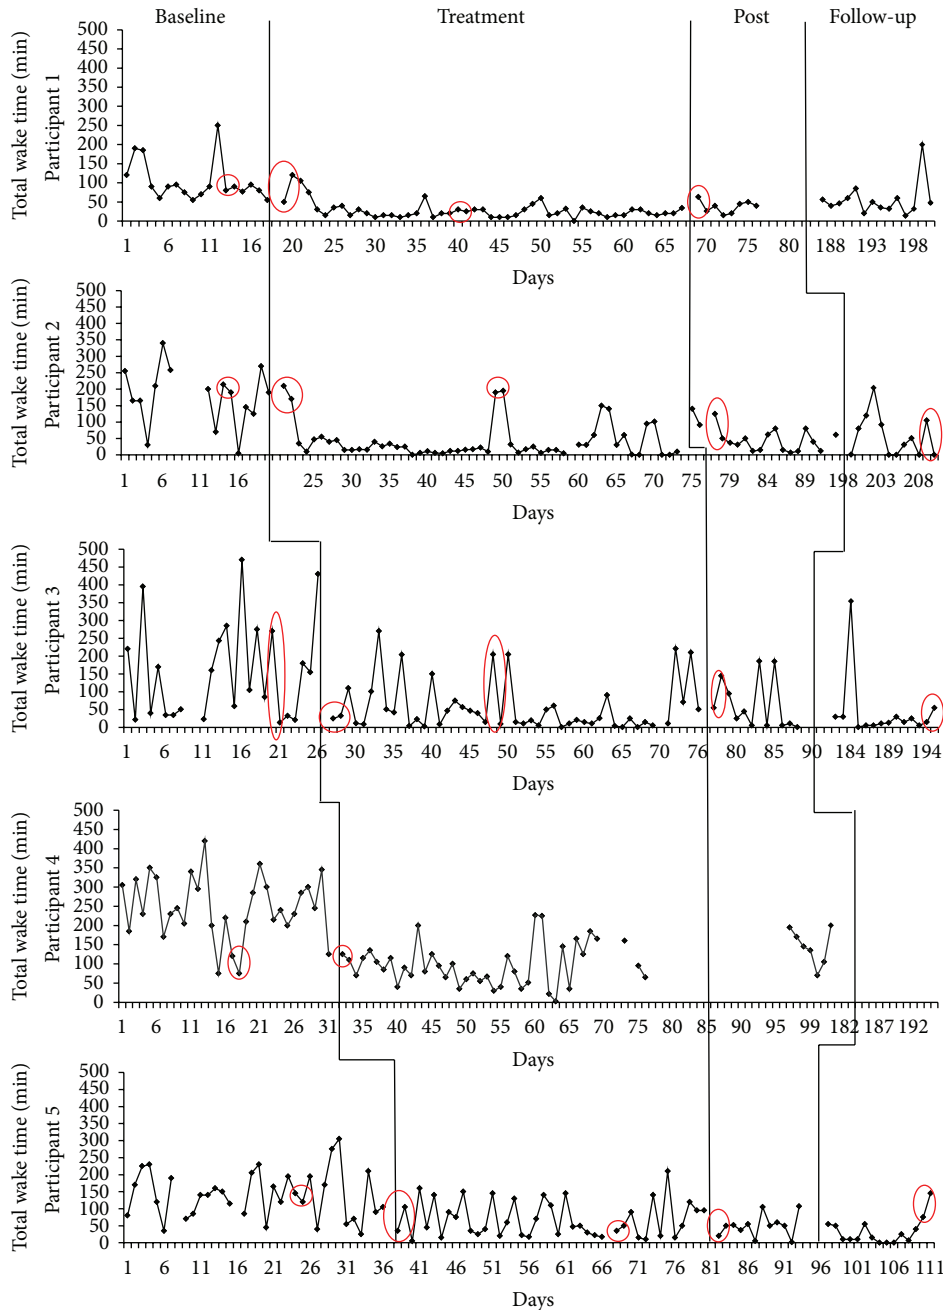 Baseline Treatment Post Follow-up
Total wake time (min)
Participant 1
500
450
400
350
300
250
200
150
100
50
0
1 6 11 16 20 25 30 35 40 45 50 55 60 65 70 75 80 188 193 198
Days
Total wake time (min)
Participant 2
500
450
400
350
300
250
200
150
100
50
0
1 6 11 16 25 30 35 40 45 50 55 60 65 70 75 79 84 89 198 203 208
Days
Total wake time (min)
Participant 3
500
450
400
350
300
250
200
150
100
50
0
1 6 11 16 21 26 30 35 40 45 50 55 60 65 70 76 80 85 90 184 189 194
Days
Total wake time (min)
Participant 4
500
450
400
350
300
250
200
150
100
50
0
1 6 11 16 21 26 31 35 40 45 50 55 60 65 70 75 80 85 90 95 99 182 187 192
Days
Total wake time (min)
Participant 5
500
450
400
350
300
250
200
150
100
50
0
1 6 11 16 21 26 31 36 41 46 51 56 61 66 71 76 81 86 91 96 101 106 111
Days